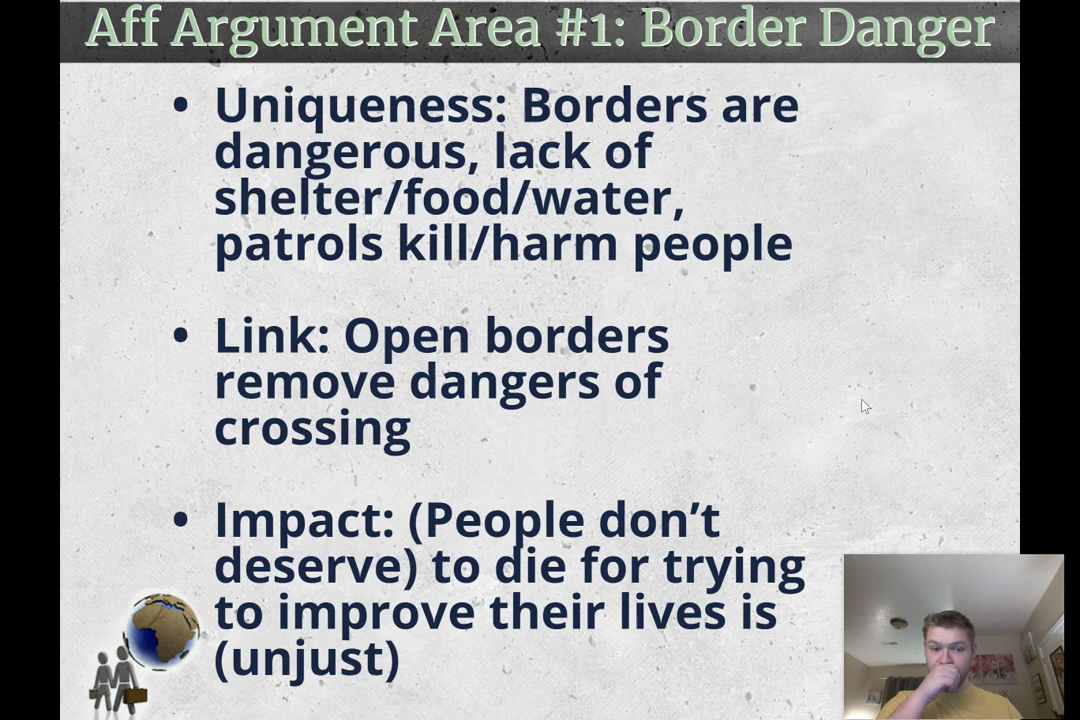 Aff Argument Area #1: Border Danger
• Uniqueness: Borders are
dangerous, lack of
shelter/food/water,
patrols kill/harm people
• Link: Open borders
remove dangers of
crossing
• Impact: (People don’t
deserve) to die for trying
to improve their lives is
(unjust)